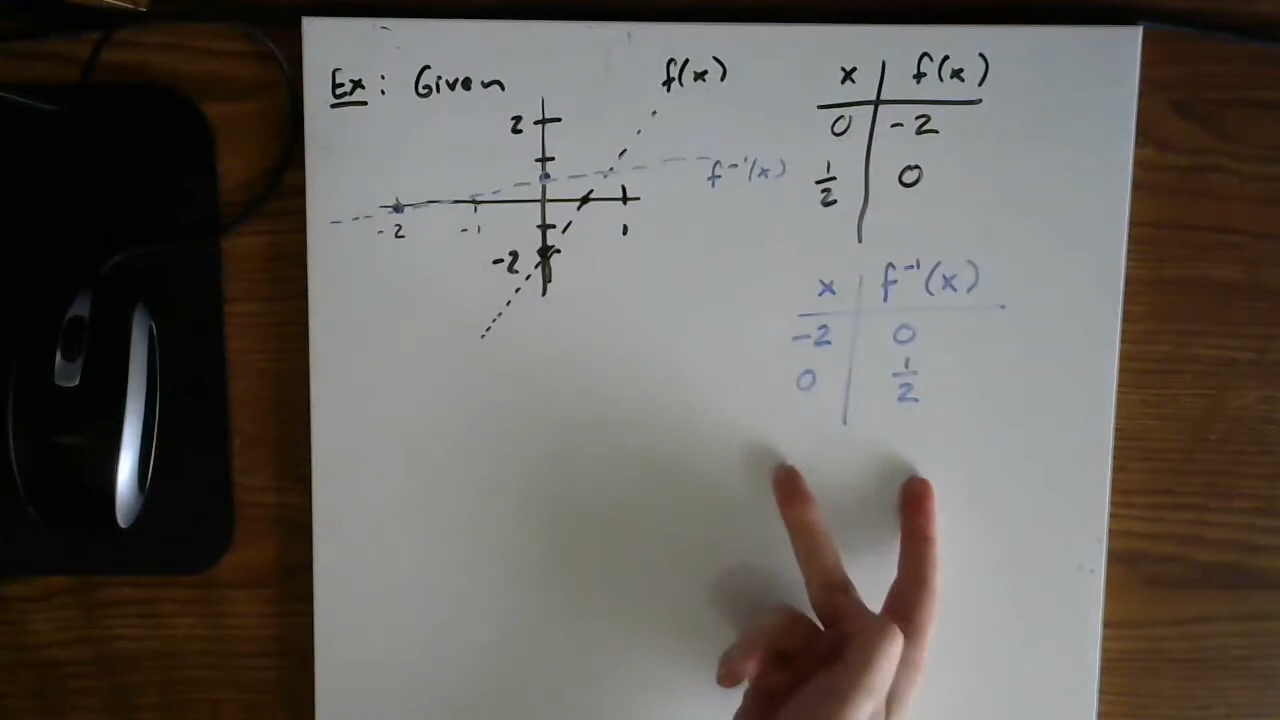 Ex: Given
f(x)
2
f⁻¹(x)
-2 -1 1
-2
x f(x)
0 -2
1/2 0
x f⁻¹(x)
-2 0
0 1/2